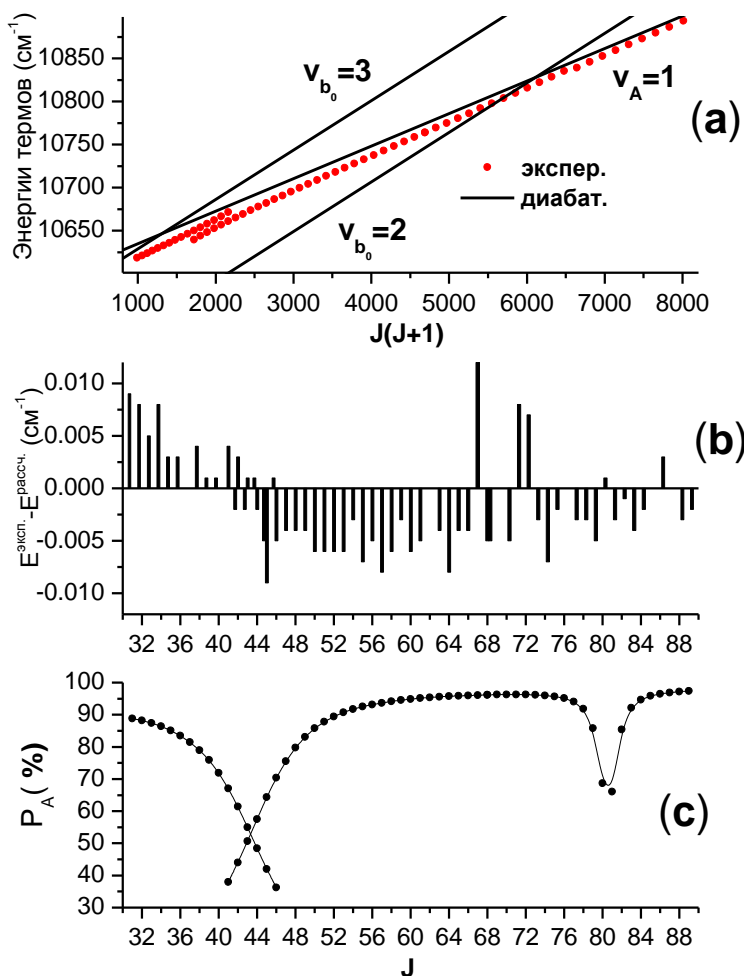 Энергии термов (см⁻¹)
10850
10800
10750
10700
10650
v_b₀=3
v_A=1
(a)
экспер.
диабат.
v_b₀=2
1000 2000 3000 4000 5000 6000 7000 8000
J(J+1)
E^экспл.-E^рассч. (см⁻¹)
0.010
0.005
0.000
-0.005
-0.010
(b)
32 36 40 44 48 52 56 60 64 68 72 76 80 84 88
P_A( %)
100
90
80
70
60
50
40
30
(c)
32 36 40 44 48 52 56 60 64 68 72 76 80 84 88
J